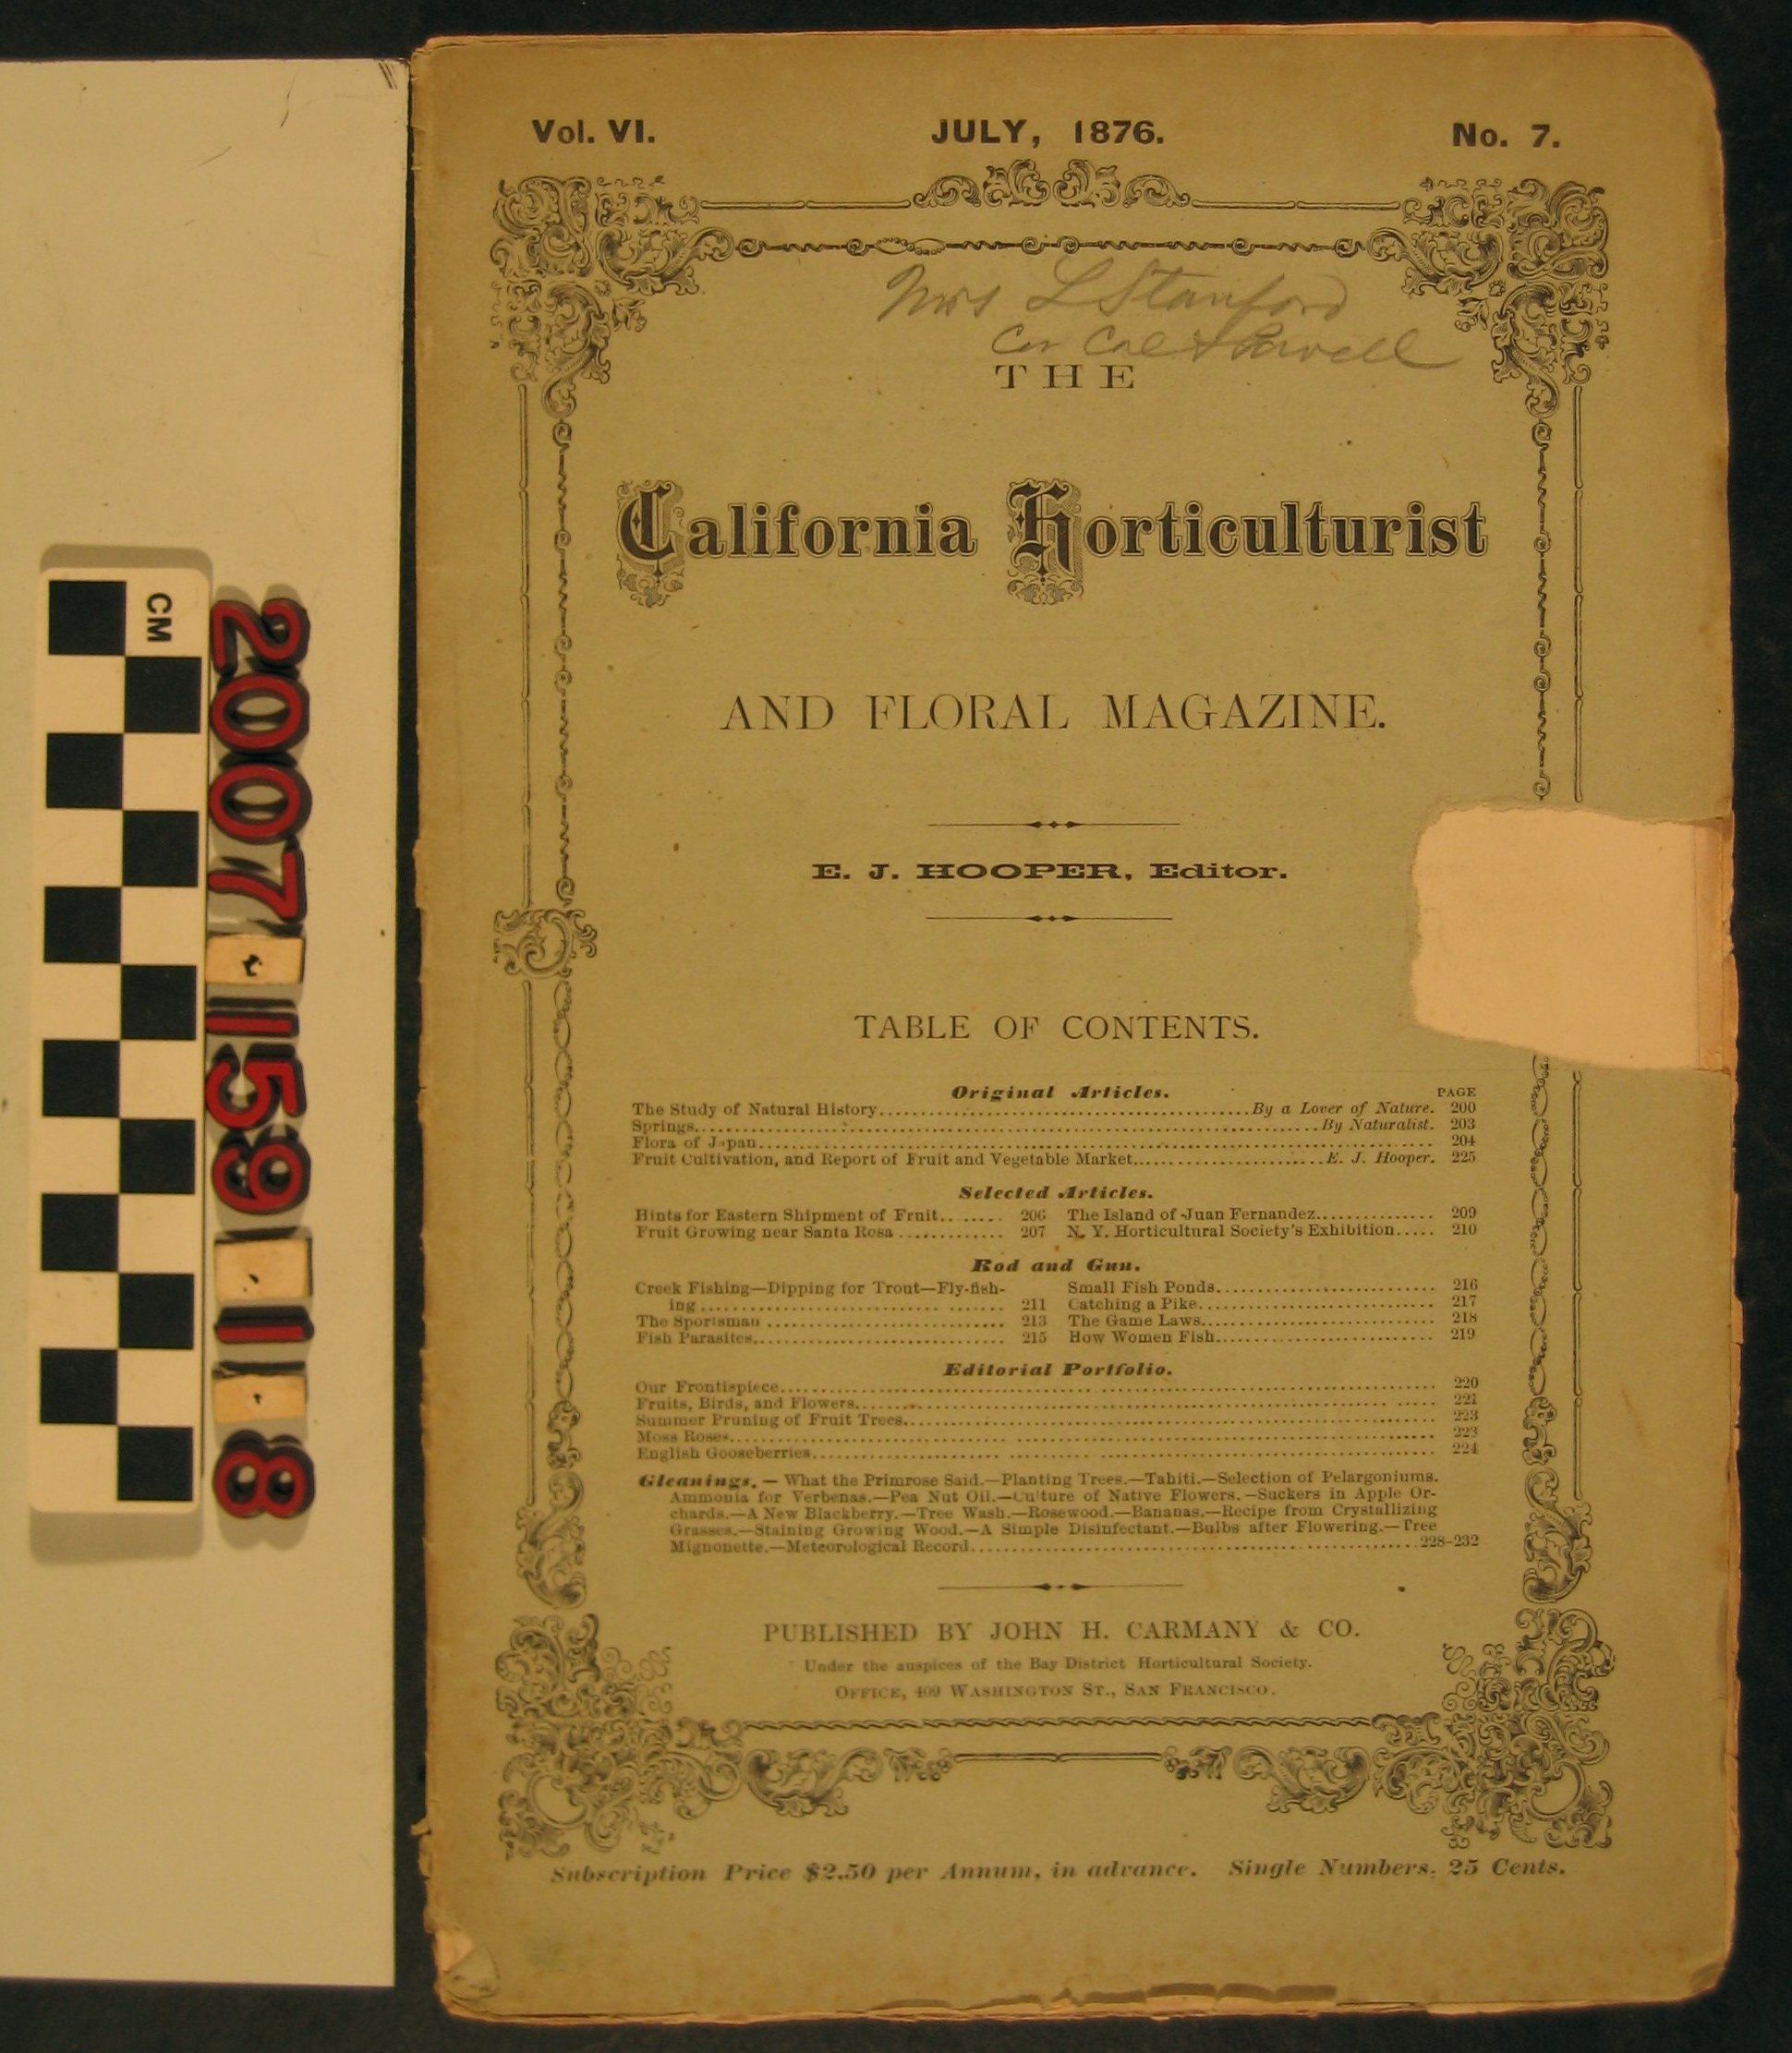 CM
2007.159.1.8
Vol. VI.
JULY, 1876.
No. 7.
Mrs L Stanford
Cor Cal & Powell
THE
California Horticulturist
AND FLORAL MAGAZINE.
E. J. HOOPER, Editor.
TABLE OF CONTENTS.
Original Articles.
PAGE
The Study of Natural History.....By a Lover of Nature. 200
Springs.....By Naturalist. 203
Flora of Japan..... 204
Fruit Cultivation, and Report of Fruit and Vegetable Market.....E. J. Hooper. 225
Selected Articles.
Hints for Eastern Shipment of Fruit..... 206 The Island of Juan Fernandez..... 209
Fruit Growing near Santa Rosa..... 207 N. Y. Horticultural Society's Exhibition..... 210
Rod and Gun.
Creek Fishing—Dipping for Trout—Fly-fish-
ing..... 211
The Sportsman..... 213
Fish Parasites..... 215
Small Fish Ponds..... 216
Catching a Pike..... 217
The Game Laws..... 218
How Women Fish..... 219
Editorial Portfolio.
Our Frontispiece..... 220
Fruits, Birds, and Flowers..... 221
Summer Pruning of Fruit Trees..... 223
Moss Roses..... 223
English Gooseberries..... 224
Gleanings.—What the Primrose Said.—Planting Trees.—Tahiti.—Selection of Pelargoniums.
Ammonia for Verbenas.—Pea Nut Oil.—Culture of Native Flowers.—Suckers in Apple Or-
chards.—A New Blackberry.—Tree Wash.—Rosewood.—Bananas.—Recipe from Crystallizing
Grasses.—Staining Growing Wood.—A Simple Disinfectant.—Bulbs after Flowering.—Tree
Mignonette.—Meteorological Record.....228-232
PUBLISHED BY JOHN H. CARMANY & CO.
Under the auspices of the Bay District Horticultural Society.
OFFICE, 409 WASHINGTON ST., SAN FRANCISCO.
Subscription Price $2.50 per Annum, in advance. Single Numbers, 25 Cents.